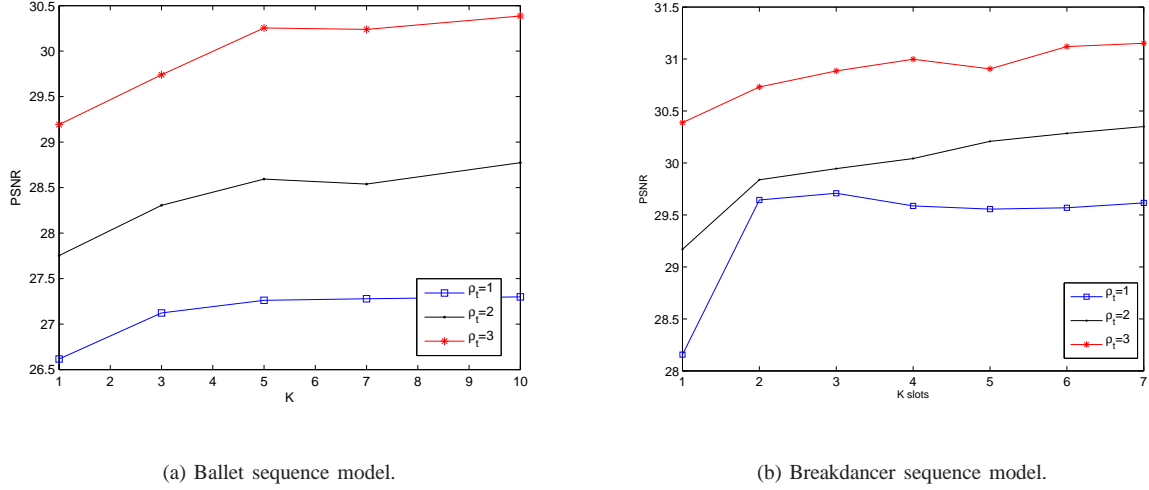 30.5
30
29.5
29
28.5
28
27.5
27
26.5
PSNR
1 2 3 4 5 6 7 8 9 10
K
ρt=1
ρt=2
ρt=3
(a) Ballet sequence model.
31.5
31
30.5
30
29.5
29
28.5
28
PSNR
1 2 3 4 5 6 7
K slots
ρt=1
ρt=2
ρt=3
(b) Breakdancer sequence model.